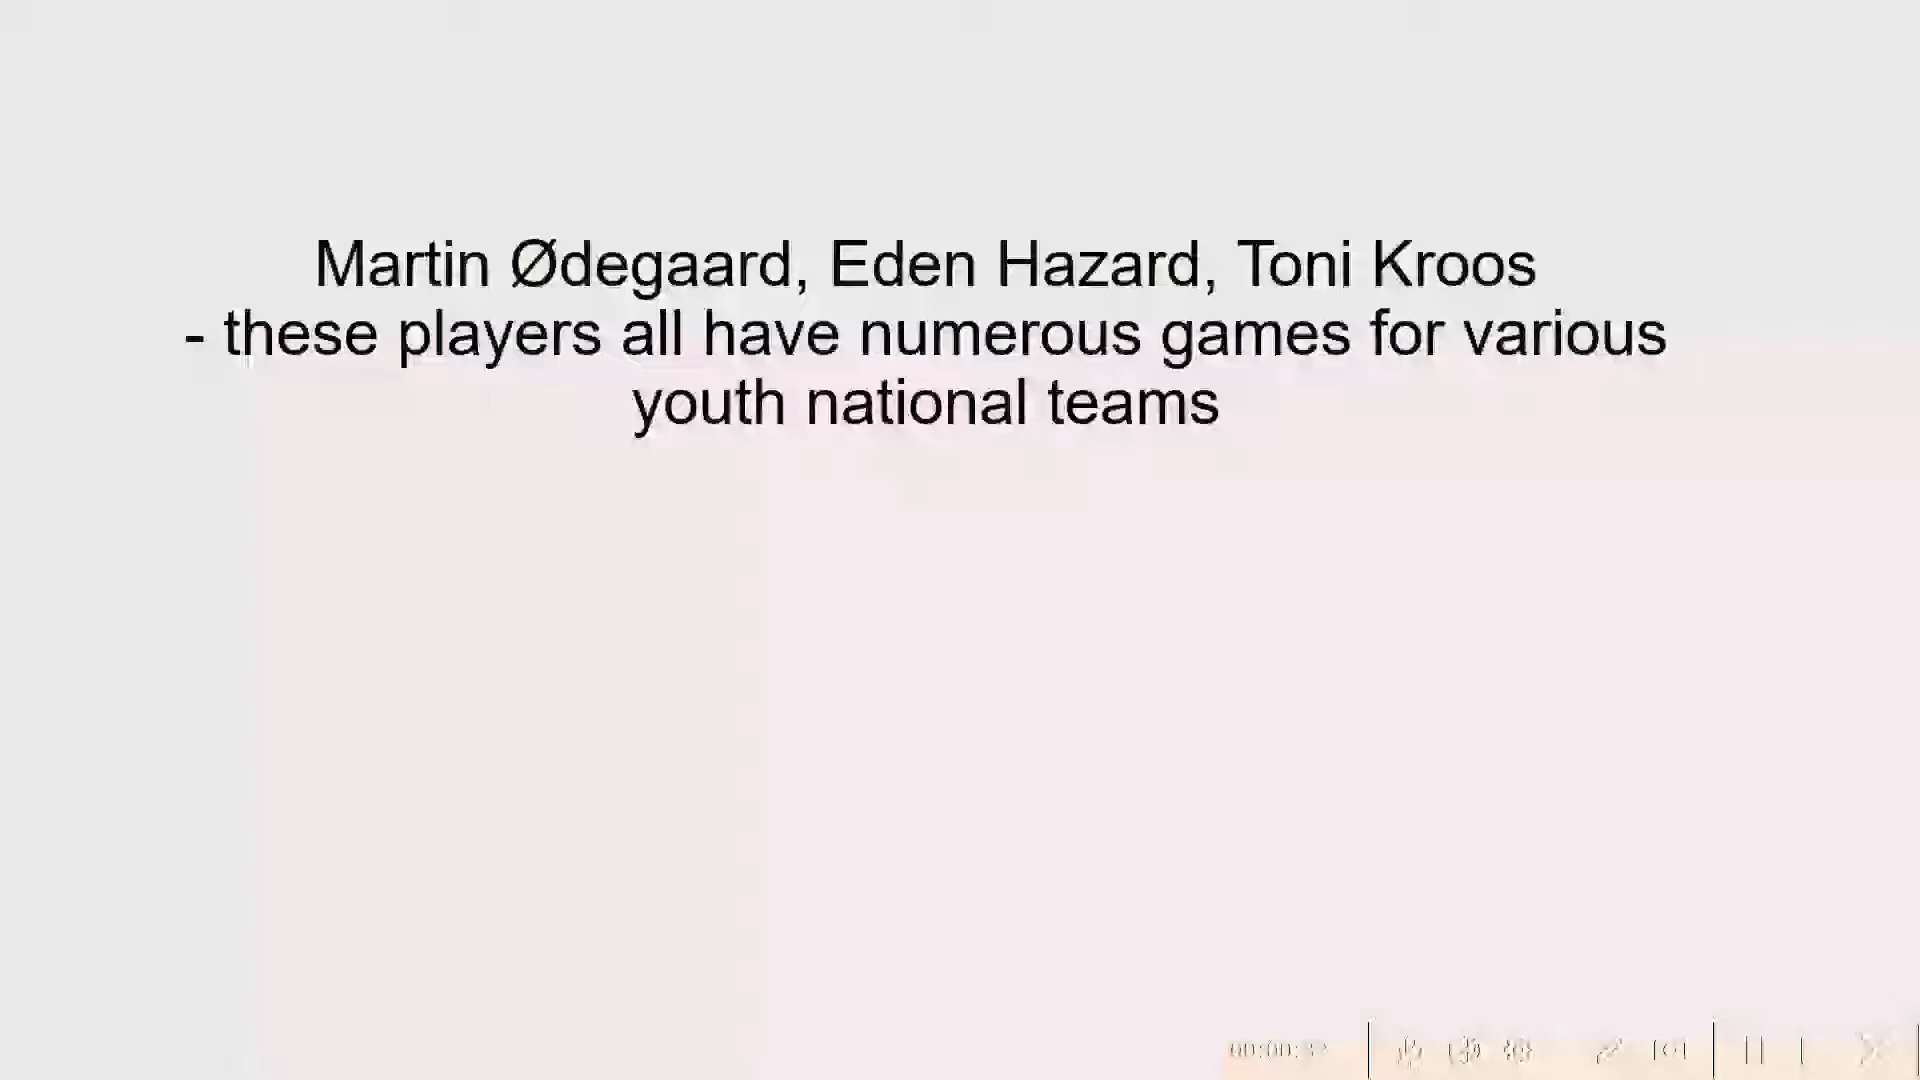 Martin Ødegaard, Eden Hazard, Toni Kroos
- these players all have numerous games for various
youth national teams